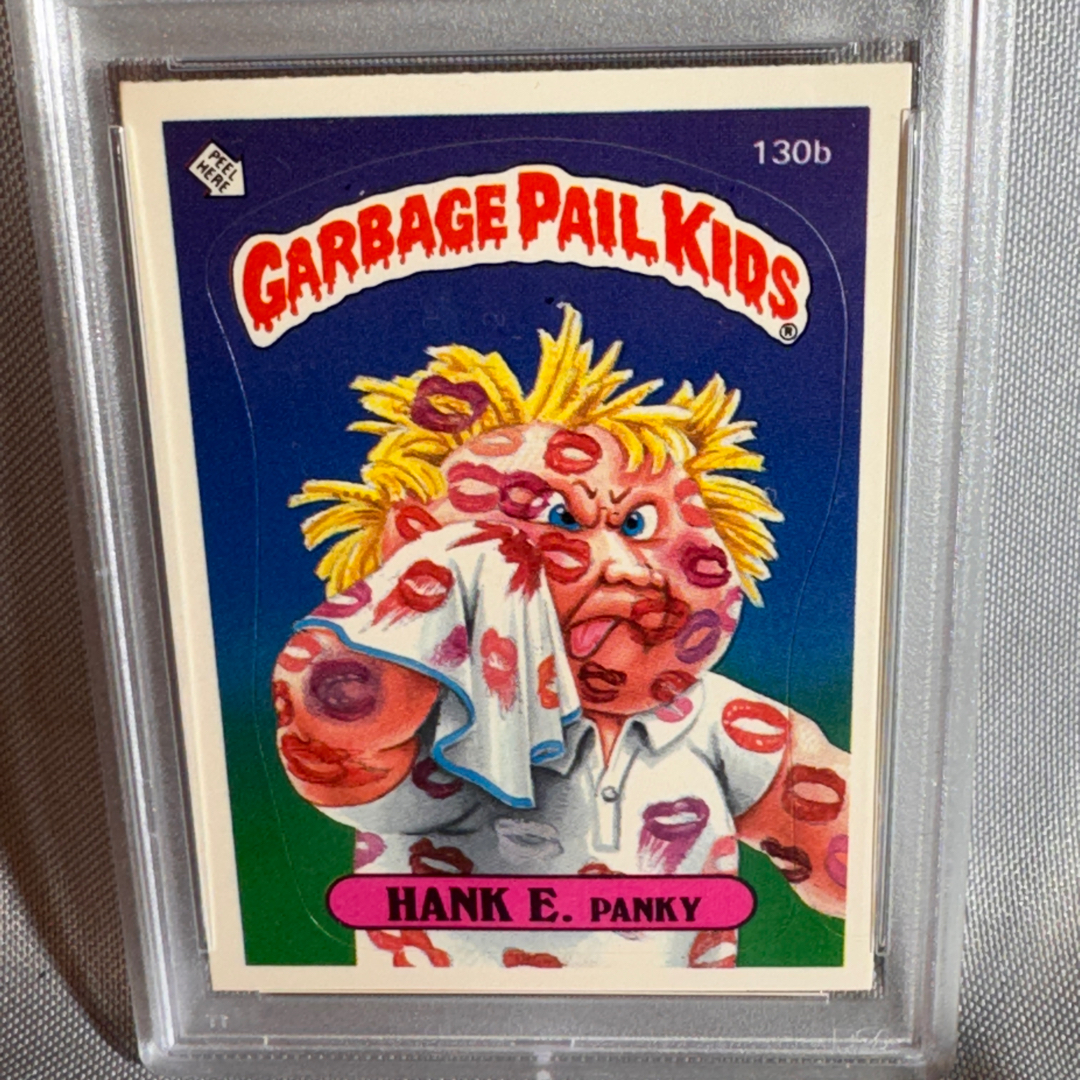 PEEL
HERE
130b
GARBAGE PAIL KIDS
®
HANK E. PANKY